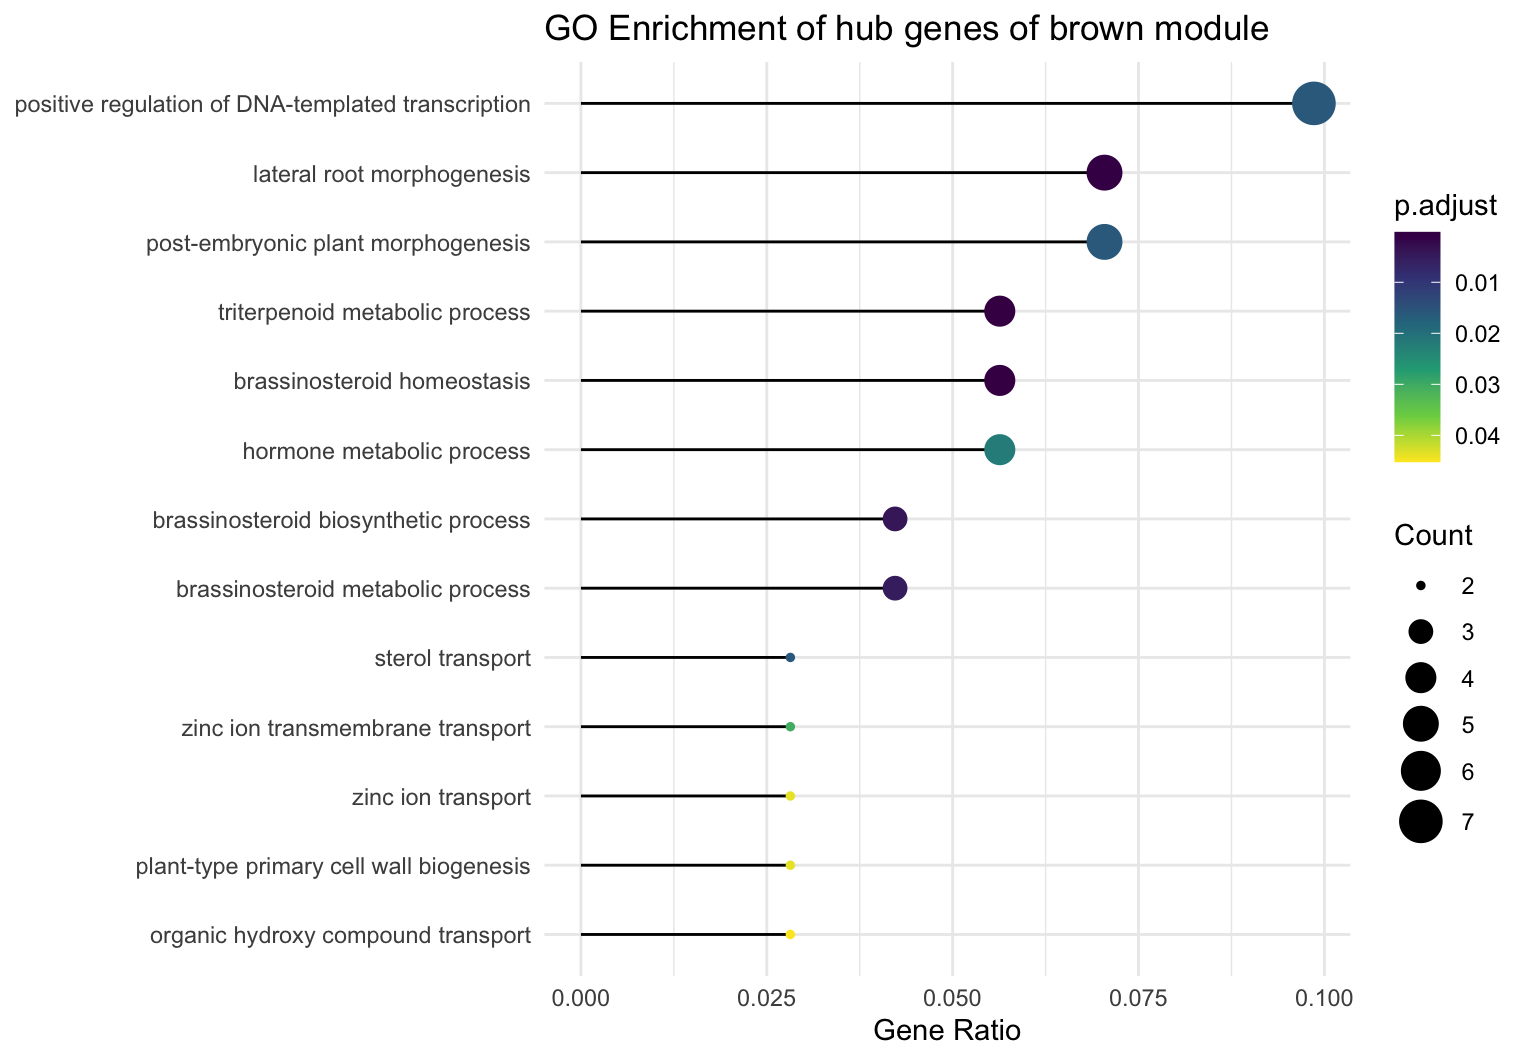 GO Enrichment of hub genes of brown module
positive regulation of DNA-templated transcription
lateral root morphogenesis
post-embryonic plant morphogenesis
triterpenoid metabolic process
brassinosteroid homeostasis
hormone metabolic process
brassinosteroid biosynthetic process
brassinosteroid metabolic process
sterol transport
zinc ion transmembrane transport
zinc ion transport
plant-type primary cell wall biogenesis
organic hydroxy compound transport
0.000 0.025 0.050 0.075 0.100
Gene Ratio
p.adjust
0.01
0.02
0.03
0.04
Count
2
3
4
5
6
7